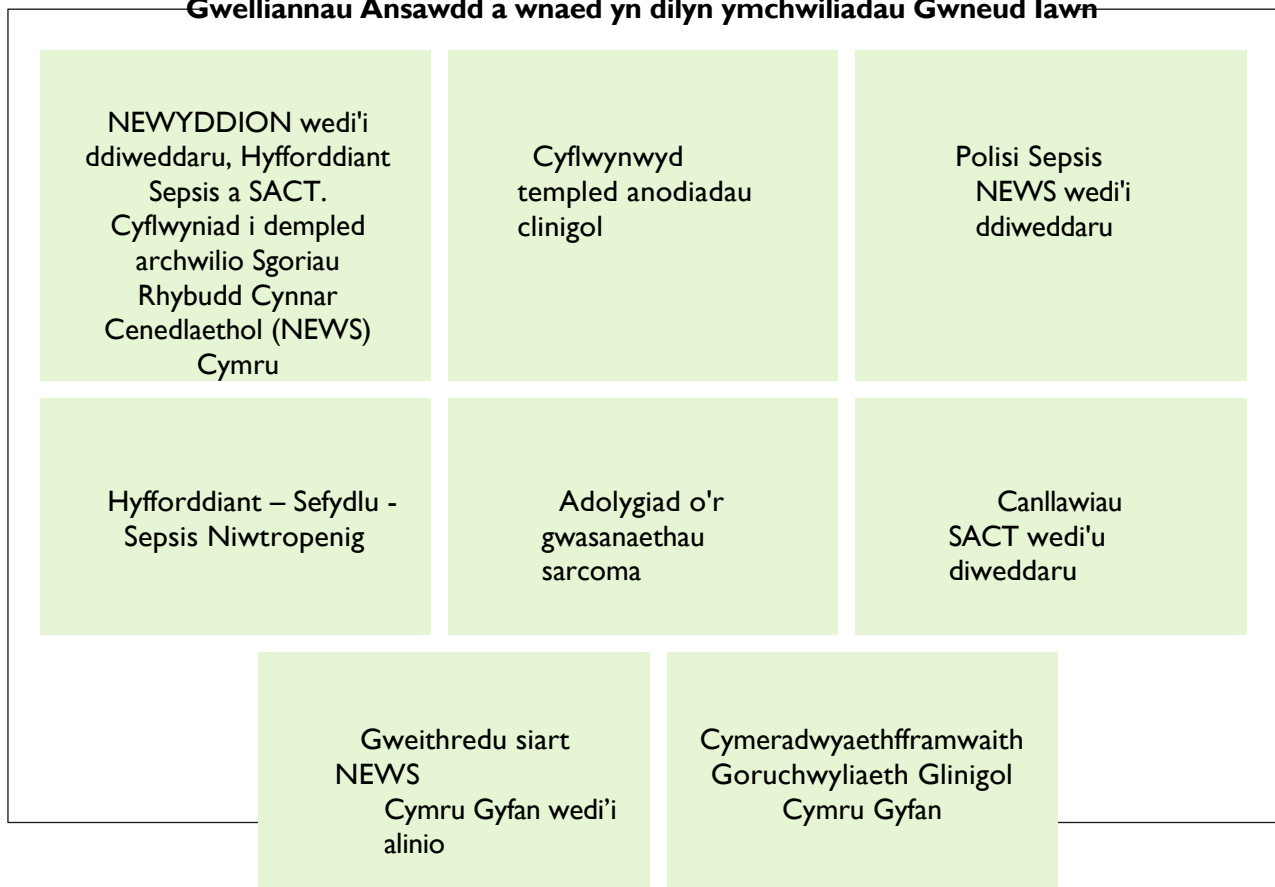 Gwelliannau Ansawdd a wnaed yn dilyn ymchwiliadau Gwneud Iawn
NEWYDDION wedi'i
ddiweddaru, Hyfforddiant
Sepsis a SACT.
Cyflwyniad i dempled
archwilio Sgoriau
Rhybudd Cynnar
Cenedlaethol (NEWS)
Cymru
Cyflwynwyd
templed anodiadau
clinigol
Polisi Sepsis
NEWS wedi'i
ddiweddaru
Hyfforddiant – Sefydlu -
Sepsis Niwtropenig
Adolygiad o'r
gwasanaethau
sarcoma
Canllawiau
SACT wedi'u
diweddaru
Gweithredu siart
NEWS
Cymru Gyfan wedi’i
alinio
Cymeradwyaethfframwaith
Goruchwyliaeth Glinigol
Cymru Gyfan